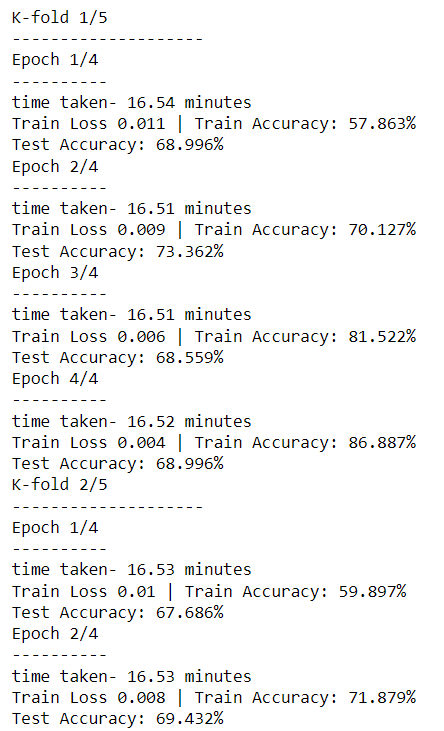 K-fold 1/5
--------------------
Epoch 1/4
----------
time taken- 16.54 minutes
Train Loss 0.011 | Train Accuracy: 57.863%
Test Accuracy: 68.996%
Epoch 2/4
----------
time taken- 16.51 minutes
Train Loss 0.009 | Train Accuracy: 70.127%
Test Accuracy: 73.362%
Epoch 3/4
----------
time taken- 16.51 minutes
Train Loss 0.006 | Train Accuracy: 81.522%
Test Accuracy: 68.559%
Epoch 4/4
----------
time taken- 16.52 minutes
Train Loss 0.004 | Train Accuracy: 86.887%
Test Accuracy: 68.996%
K-fold 2/5
--------------------
Epoch 1/4
----------
time taken- 16.53 minutes
Train Loss 0.01 | Train Accuracy: 59.897%
Test Accuracy: 67.686%
Epoch 2/4
----------
time taken- 16.53 minutes
Train Loss 0.008 | Train Accuracy: 71.879%
Test Accuracy: 69.432%